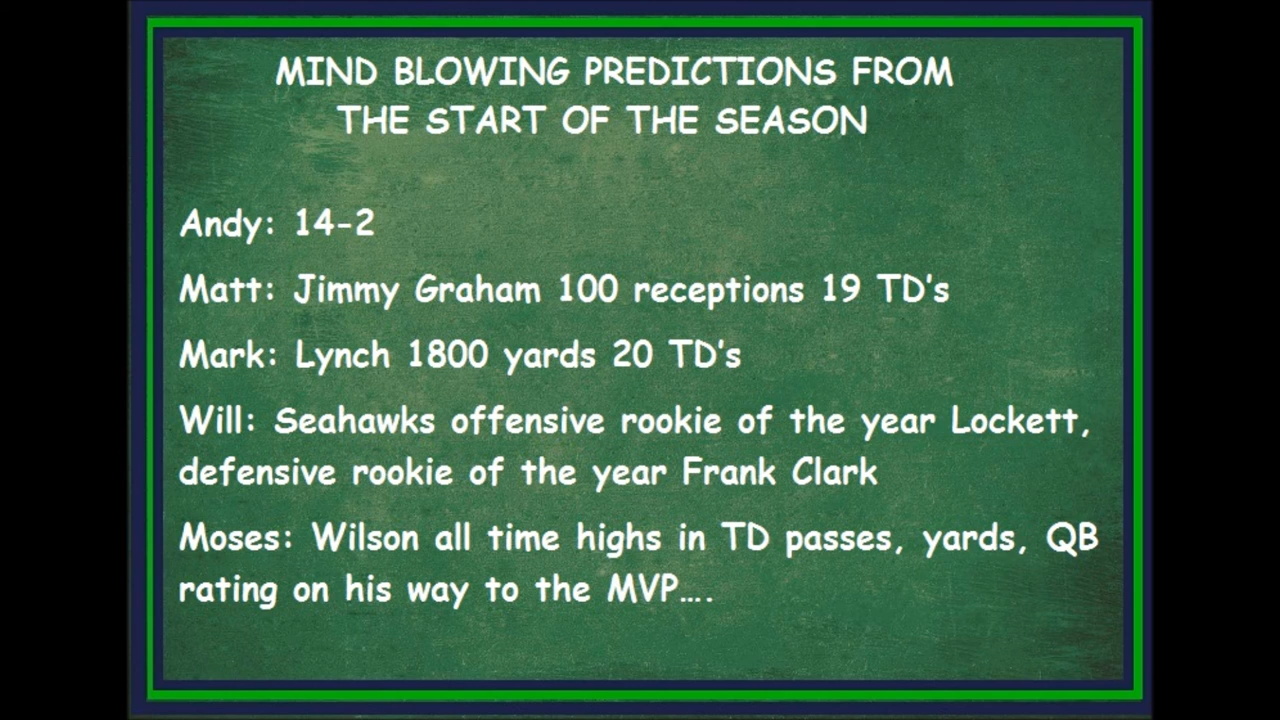 MIND BLOWING PREDICTIONS FROM
THE START OF THE SEASON
Andy: 14-2
Matt: Jimmy Graham 100 receptions 19 TD's
Mark: Lynch 1800 yards 20 TD's
Will: Seahawks offensive rookie of the year Lockett,
defensive rookie of the year Frank Clark
Moses: Wilson all time highs in TD passes, yards, QB
rating on his way to the MVP….